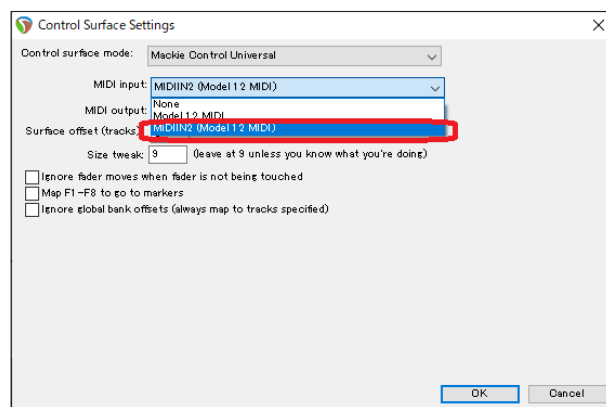 Control Surface Settings
Control surface mode: Mackie Control Universal
MIDI input: MIDIIN2 (Model 12 MIDI)
None
MIDI output: Model 12 MIDI
MIDIIN2 (Model 12 MIDI)
Surface offset (tracks)
Size tweak: 9 (leave at 9 unless you know what you're doing)
Ignore fader moves when fader is not being touched
Map F1-F8 to go to markers
Ignore global bank offsets (always map to tracks specified)
OK Cancel